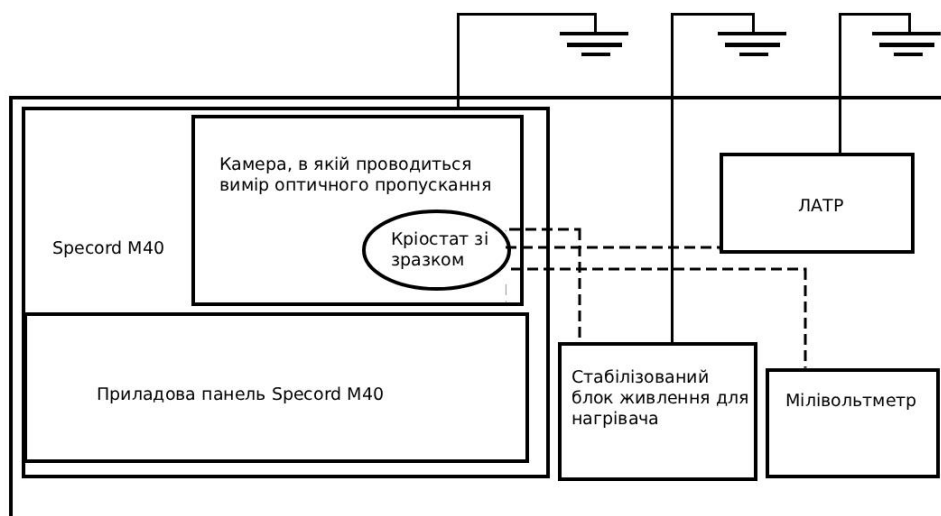 Камера, в якій проводиться
вимір оптичного пропускання
Specord M40
Кріостат зі
зразком
ЛАТР
Приладова панель Specord M40
Стабілізований
блок живлення для
нагрівача
Мілівольтметр